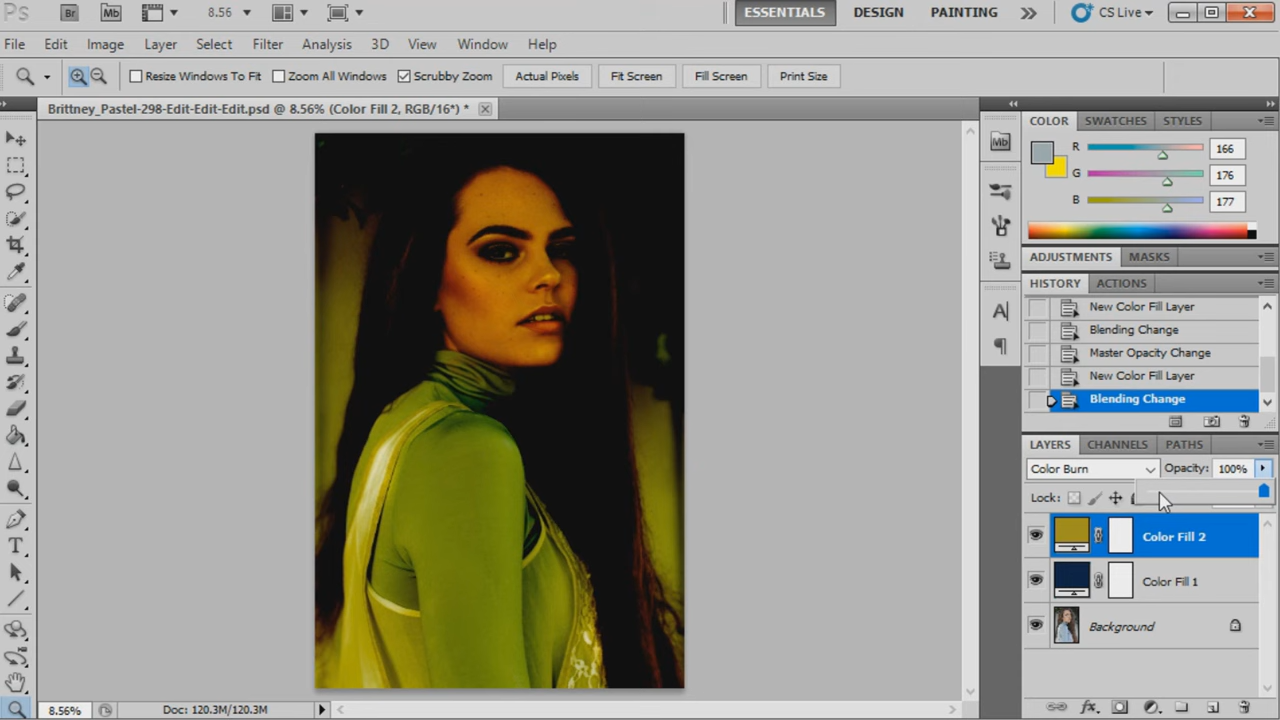 Ps Br Mb 8.56 ESSENTIALS DESIGN PAINTING CS Live
File Edit Image Layer Select Filter Analysis 3D View Window Help
Resize Windows To Fit Zoom All Windows Scrubby Zoom Actual Pixels Fit Screen Fill Screen Print Size
Brittney_Pastel-298-Edit-Edit-Edit.psd @ 8.56% (Color Fill 2, RGB/16*) *
COLOR SWATCHES STYLES
Mb
R 166
G 176
B 177
ADJUSTMENTS MASKS
HISTORY ACTIONS
New Color Fill Layer
Blending Change
Master Opacity Change
New Color Fill Layer
Blending Change
LAYERS CHANNELS PATHS
Color Burn Opacity: 100%
Lock:
Color Fill 2
Color Fill 1
Background
8.56% Doc: 120.3M/120.3M